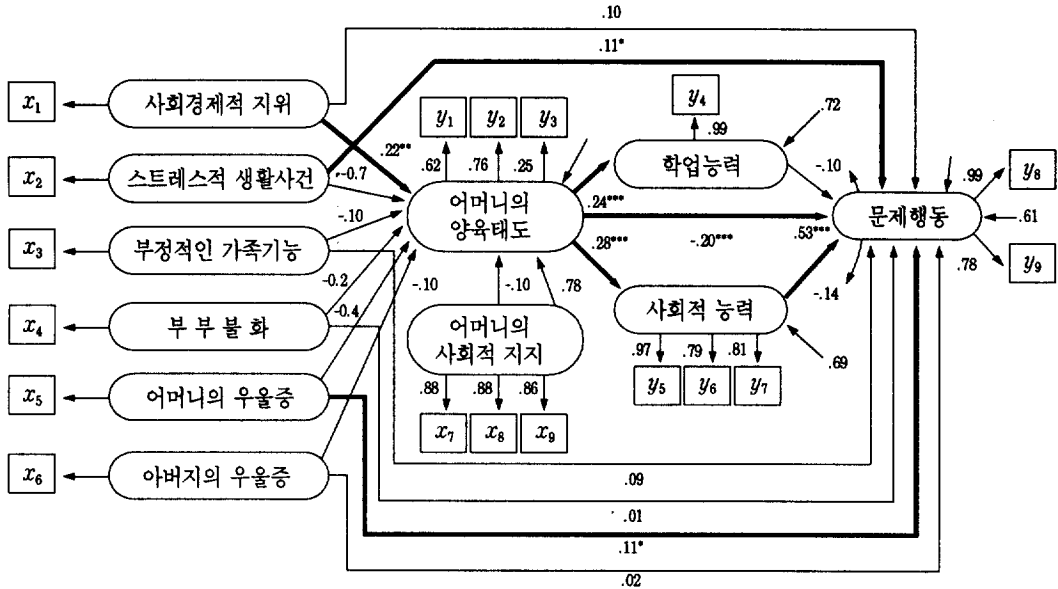 .10
.11*
x₁
사회경제적 지위
y₁ y₂ y₃
y₄
.72
.22**
.62 .76 .25
.99
x₂
스트레스적 생활사건
-0.7
학업능력
-.10
.99
y₈
어머니의
양육태도
.24***
문제행동
.61
-.10
x₃
부정적인 가족기능
.28***
-.20***
.53***
.78
y₉
-0.2
-.10
-.10
.78
사회적 능력
-.14
x₄
부부불화
-0.4
어머니의
사회적 지지
.97 .79 .81
.69
x₅
어머니의 우울증
.88 .88 .86
y₅ y₆ y₇
x₇ x₈ x₉
x₆
아버지의 우울증
.09
.01
.11*
.02